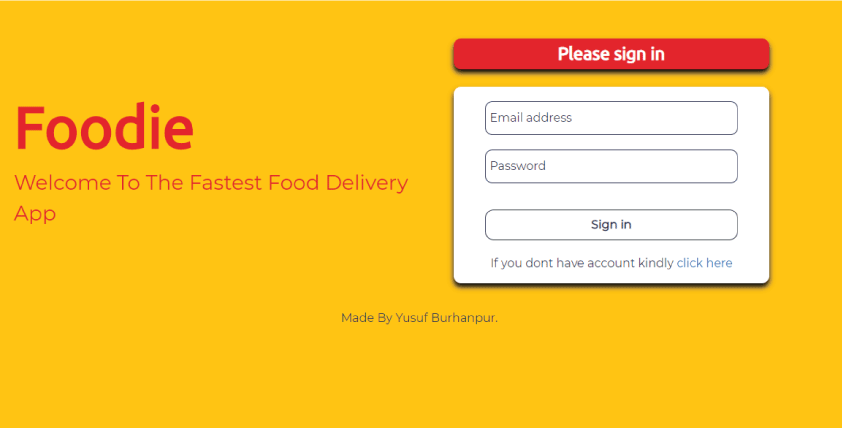 Foodie
Welcome To The Fastest Food Delivery
App
Please sign in
Email address
Password
Sign in
If you dont have account kindly click here
Made By Yusuf Burhanpur.